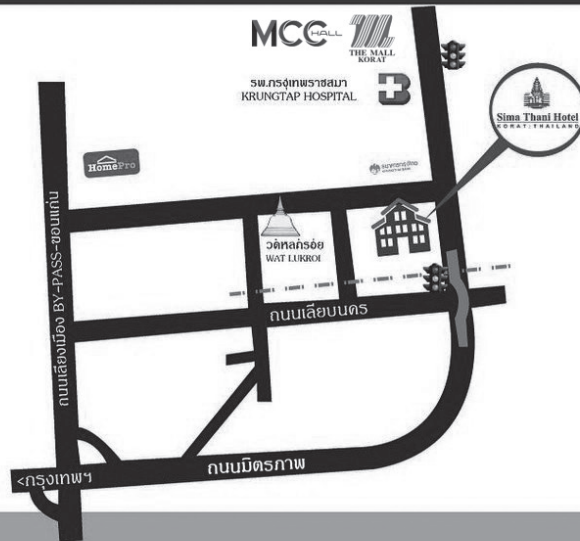 MCC HALL
THE MALL
KORAT
รพ.กรุงเทพราชสีมา
KRUNGTAP HOSPITAL
Sima Thani Hotel
KORAT:THAILAND
HomePro
วัดหลักร้อย
WAT LUKROI
ถนนเลี่ยงเมือง BY-PASS-ขอนแก่น
ถนนเลียบนคร
ถนนมิตรภาพ
<กรุงเทพฯ